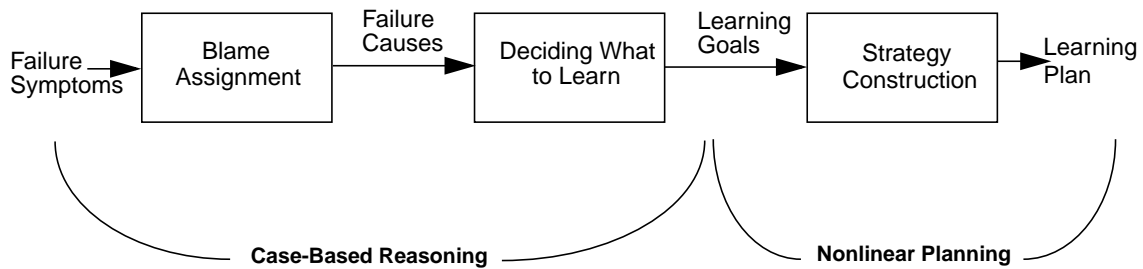 Failure
Symptoms
Blame
Assignment
Failure
Causes
Deciding What
to Learn
Learning
Goals
Strategy
Construction
Learning
Plan
Case-Based Reasoning
Nonlinear Planning